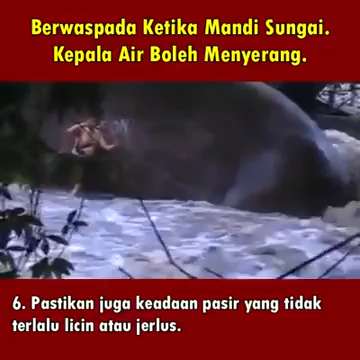 Berwaspada Ketika Mandi Sungai.
Kepala Air Boleh Menyerang.
6. Pastikan juga keadaan pasir yang tidak
terlalu licin atau jerlus.